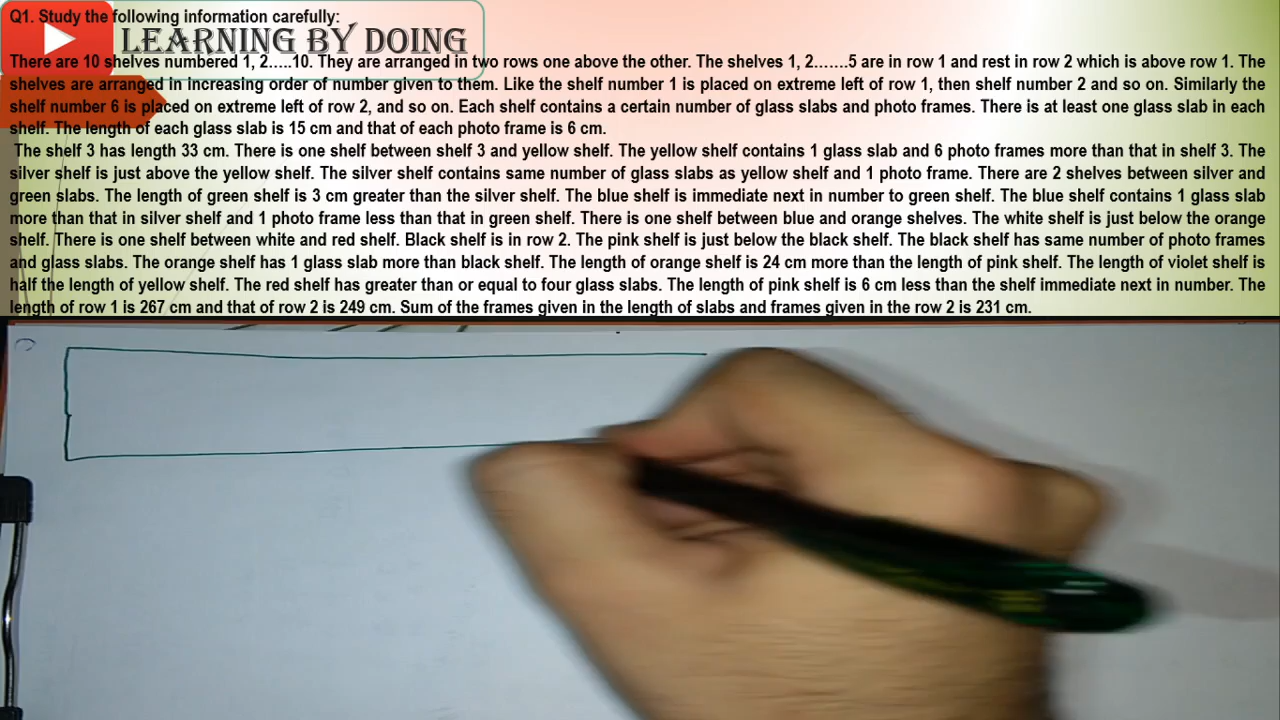 Q1. Study the following information carefully:
LEARNING BY DOING
There are 10 shelves numbered 1, 2.....10. They are arranged in two rows one above the other. The shelves 1, 2.......5 are in row 1 and rest in row 2 which is above row 1. The
shelves are arranged in increasing order of number given to them. Like the shelf number 1 is placed on extreme left of row 1, then shelf number 2 and so on. Similarly the
shelf number 6 is placed on extreme left of row 2, and so on. Each shelf contains a certain number of glass slabs and photo frames. There is at least one glass slab in each
shelf. The length of each glass slab is 15 cm and that of each photo frame is 6 cm.
The shelf 3 has length 33 cm. There is one shelf between shelf 3 and yellow shelf. The yellow shelf contains 1 glass slab and 6 photo frames more than that in shelf 3. The
silver shelf is just above the yellow shelf. The silver shelf contains same number of glass slabs as yellow shelf and 1 photo frame. There are 2 shelves between silver and
green slabs. The length of green shelf is 3 cm greater than the silver shelf. The blue shelf is immediate next in number to green shelf. The blue shelf contains 1 glass slab
more than that in silver shelf and 1 photo frame less than that in green shelf. There is one shelf between blue and orange shelves. The white shelf is just below the orange
shelf. There is one shelf between white and red shelf. Black shelf is in row 2. The pink shelf is just below the black shelf. The black shelf has same number of photo frames
and glass slabs. The orange shelf has 1 glass slab more than black shelf. The length of orange shelf is 24 cm more than the length of pink shelf. The length of violet shelf is
half the length of yellow shelf. The red shelf has greater than or equal to four glass slabs. The length of pink shelf is 6 cm less than the shelf immediate next in number. The
length of row 1 is 267 cm and that of row 2 is 249 cm. Sum of the frames given in the length of slabs and frames given in the row 2 is 231 cm.